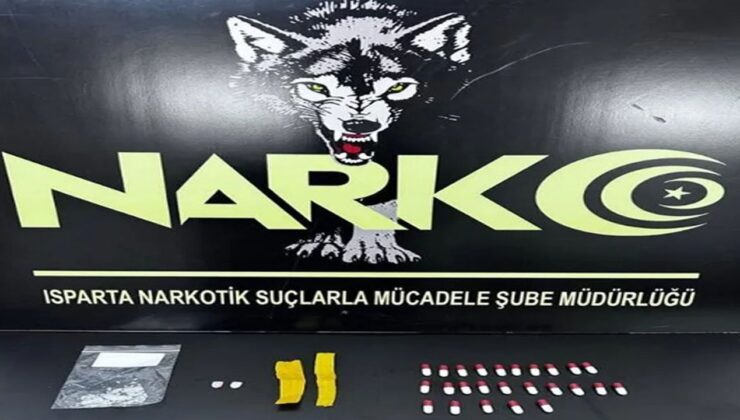 NARKO
ISPARTA NARKOTİK SUÇLARLA MÜCADELE ŞUBE MÜDÜRLÜĞÜ